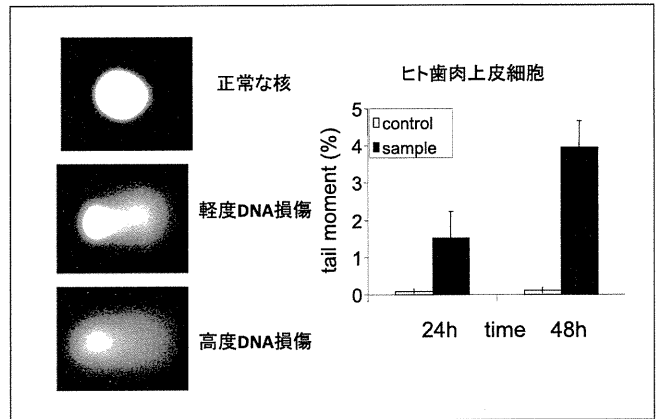 正常な核
軽度DNA損傷
高度DNA損傷
ヒト歯肉上皮細胞
tail moment (%)
5
4
3
2
1
0
control
sample
24h time 48h